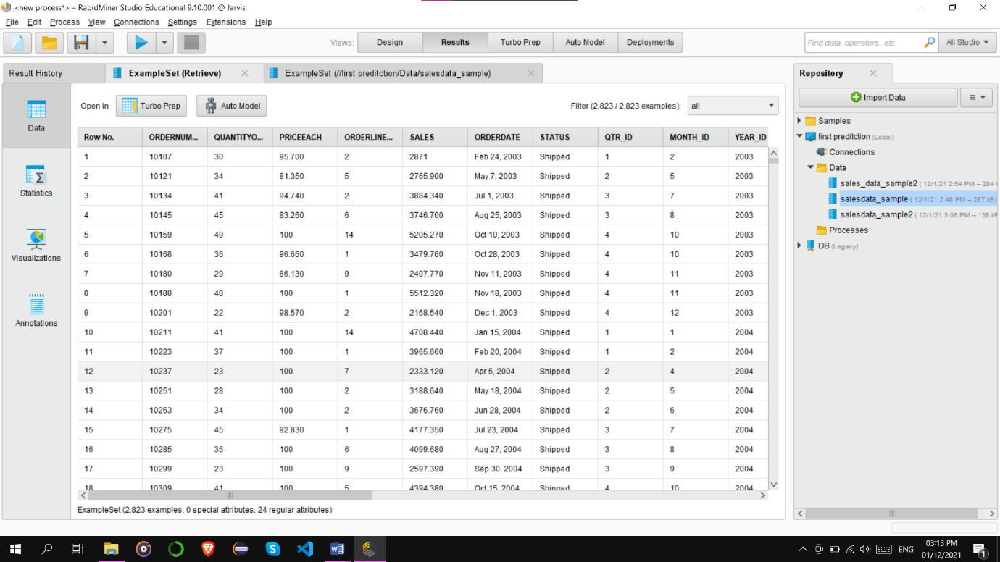 <new process*> – RapidMiner Studio Educational 9.10.001 @ Jarvis
File Edit Process View Connections Settings Extensions Help
Views: Design Results Turbo Prep Auto Model Deployments Find data, operators...etc All Studio
Result History ExampleSet (Retrieve) ExampleSet (//first preditction/Data/salesdata_sample)
Data
Statistics
Visualizations
Annotations
Open in Turbo Prep Auto Model Filter (2,823 / 2,823 examples): all
Row No. ORDERNUM... QUANTITYO... PRICEEACH ORDERLINE... SALES ORDERDATE STATUS QTR_ID MONTH_ID YEAR_ID
1 10107 30 95.700 2 2871 Feb 24, 2003 Shipped 1 2 2003
2 10121 34 81.350 5 2765.900 May 7, 2003 Shipped 2 5 2003
3 10134 41 94.740 2 3884.340 Jul 1, 2003 Shipped 3 7 2003
4 10145 45 83.260 6 3746.700 Aug 25, 2003 Shipped 3 8 2003
5 10159 49 100 14 5205.270 Oct 10, 2003 Shipped 4 10 2003
6 10168 36 96.660 1 3479.760 Oct 28, 2003 Shipped 4 10 2003
7 10180 29 86.130 9 2497.770 Nov 11, 2003 Shipped 4 11 2003
8 10188 48 100 1 5512.320 Nov 18, 2003 Shipped 4 11 2003
9 10201 22 98.570 2 2168.540 Dec 1, 2003 Shipped 4 12 2003
10 10211 41 100 14 4708.440 Jan 15, 2004 Shipped 1 1 2004
11 10223 37 100 1 3965.660 Feb 20, 2004 Shipped 1 2 2004
12 10237 23 100 7 2333.120 Apr 5, 2004 Shipped 2 4 2004
13 10251 28 100 2 3188.640 May 18, 2004 Shipped 2 5 2004
14 10263 34 100 2 3676.760 Jun 28, 2004 Shipped 2 6 2004
15 10275 45 92.830 1 4177.350 Jul 23, 2004 Shipped 3 7 2004
16 10285 36 100 6 4099.680 Aug 27, 2004 Shipped 3 8 2004
17 10299 23 100 9 2597.390 Sep 30, 2004 Shipped 3 9 2004
18 10309 41 100 5 4394.380 Oct 15, 2004 Shipped 4 10 2004
ExampleSet (2,823 examples, 0 special attributes, 24 regular attributes)
Repository
Import Data
Samples
first preditction (Local)
Connections
Data
sales_data_sample2 ( 12/1/21 2:54 PM – 284 k
salesdata_sample ( 12/1/21 2:48 PM – 287 kB)
salesdata_sample2 ( 12/1/21 3:08 PM – 138 kB
Processes
DB (Legacy)
ENG
03:13 PM
01/12/2021
1